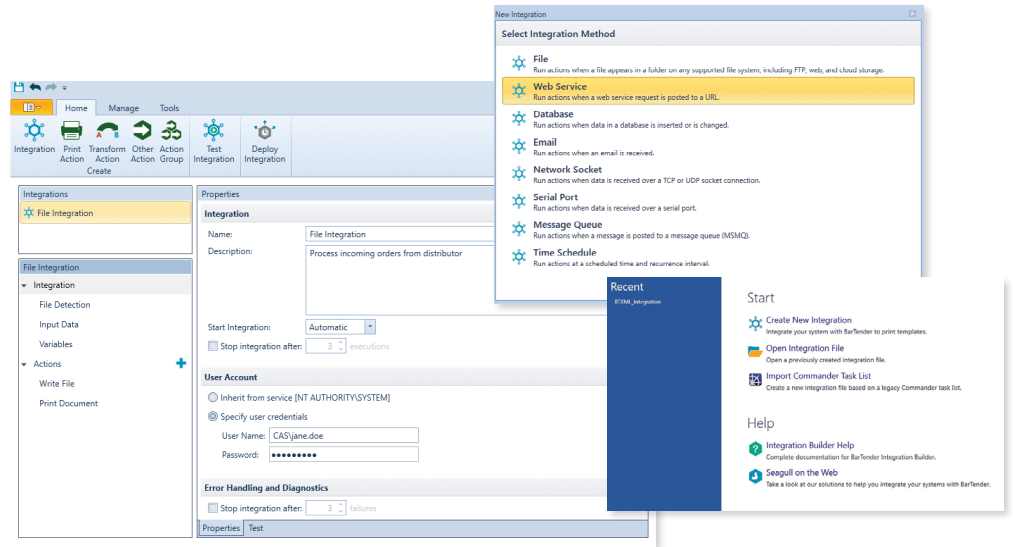 New Integration
Select Integration Method
File
Run actions when a file appears in a folder on any supported file system, including FTP, web, and cloud storage.
Web Service
Run actions when a web service request is posted to a URL.
Database
Run actions when data in a database is inserted or is changed.
Email
Run actions when an email is received.
Network Socket
Run actions when data is received over a TCP or UDP socket connection.
Serial Port
Run actions when data is received over a serial port.
Message Queue
Run actions when a message is posted to a message queue (MSMQ).
Time Schedule
Run actions at a scheduled time and recurrence interval.
Home Manage Tools
Integration Print Action Transform Action Other Action Action Group Test Integration Deploy Integration
Create
Integrations
File Integration
File Integration
Integration
File Detection
Input Data
Variables
Actions
Write File
Print Document
Properties
Integration
Name: File Integration
Description: Process incoming orders from distributor
Start Integration: Automatic
Stop integration after: 3 executions
User Account
Inherit from service [NT AUTHORITY\SYSTEM]
Specify user credentials
User Name: CAS\jane.doe
Password: •••••••••
Error Handling and Diagnostics
Stop integration after: 3 failures
Properties Test
Recent
BTXML_Integration
Start
Create New Integration
Integrate your system with BarTender to print templates.
Open Integration File
Open a previously created integration file.
Import Commander Task List
Create a new integration file based on a legacy Commander task list.
Help
Integration Builder Help
Complete documentation for BarTender Integration Builder.
Seagull on the Web
Take a look at our solutions to help you integrate your systems with BarTender.